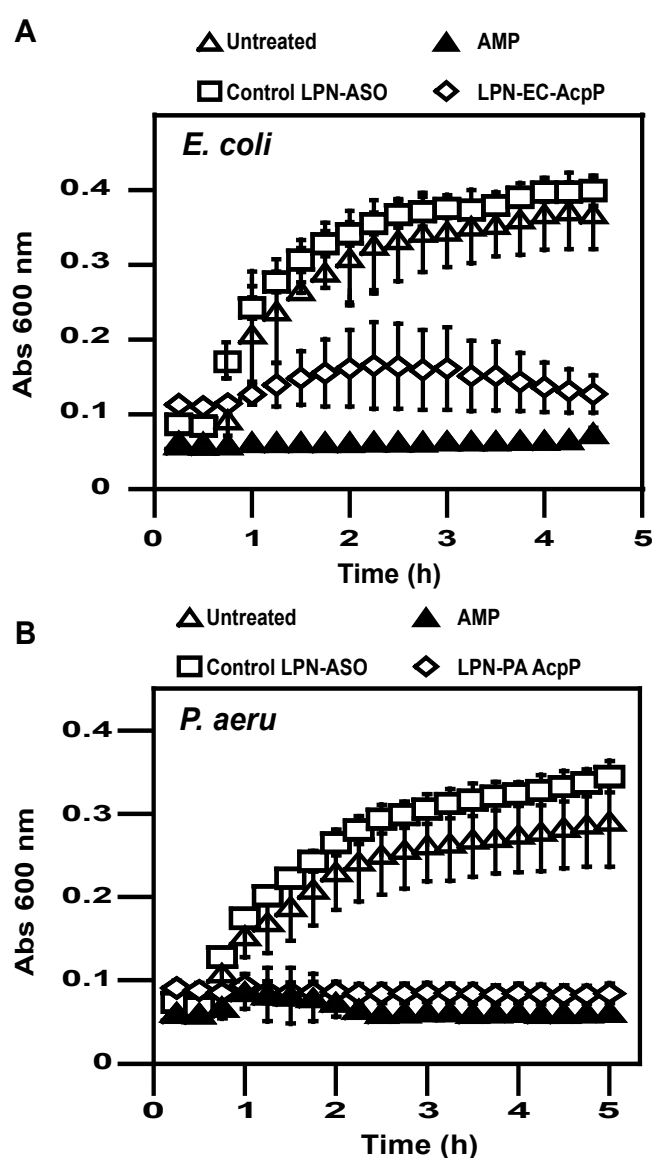 A
Untreated
AMP
Control LPN-ASO
LPN-EC-AcpP
E. coli
0.4
0.3
0.2
0.1
0
Abs 600 nm
0
1
2
3
4
5
Time (h)
B
Untreated
AMP
Control LPN-ASO
LPN-PA AcpP
P. aeru
0.4
0.3
0.2
0.1
0
Abs 600 nm
0
1
2
3
4
5
Time (h)